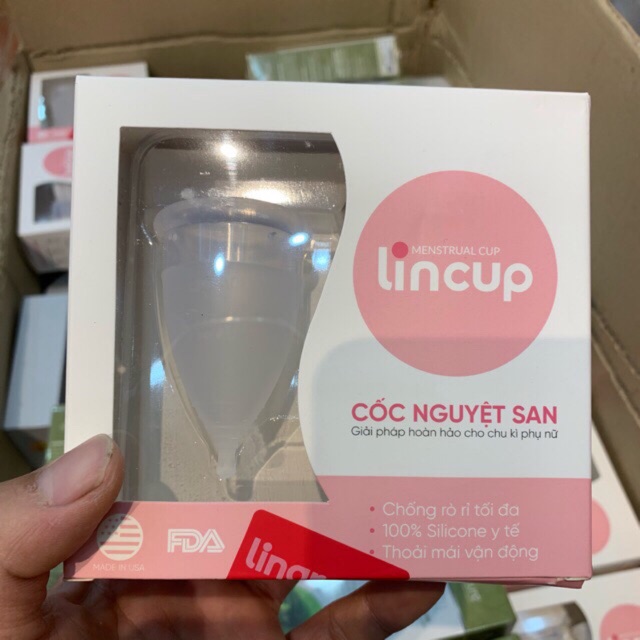 MENSTRUAL CUP
lincup
CỐC NGUYỆT SAN
Giải pháp hoàn hảo cho chu kì phụ nữ
• Chống rò rỉ tối đa
• 100% Silicone y tế
• Thoải mái vận động
MADE IN USA
FDA